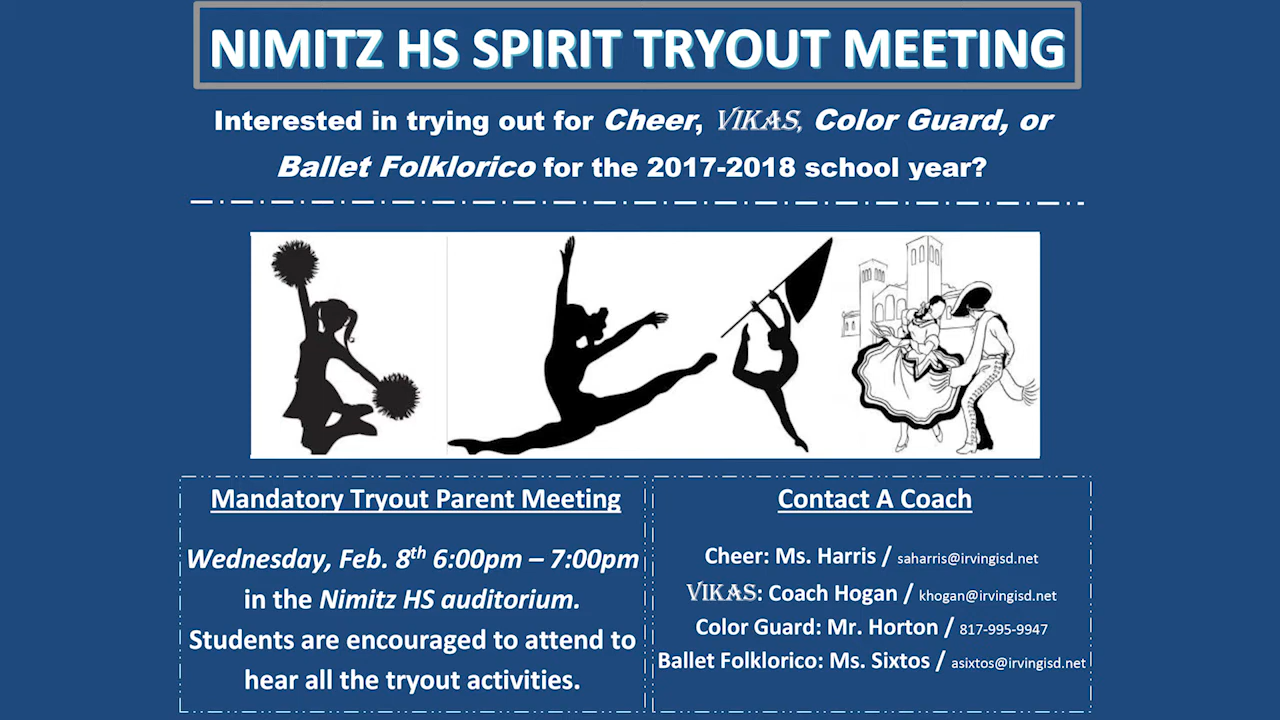 NIMITZ HS SPIRIT TRYOUT MEETING
Interested in trying out for Cheer, VIKAS, Color Guard, or
Ballet Folklorico for the 2017-2018 school year?
Mandatory Tryout Parent Meeting
Wednesday, Feb. 8th 6:00pm – 7:00pm
in the Nimitz HS auditorium.
Students are encouraged to attend to
hear all the tryout activities.
Contact A Coach
Cheer: Ms. Harris / saharris@irvingisd.net
VIKAS: Coach Hogan / khogan@irvingisd.net
Color Guard: Mr. Horton / 817-995-9947
Ballet Folklorico: Ms. Sixtos / asixtos@irvingisd.net